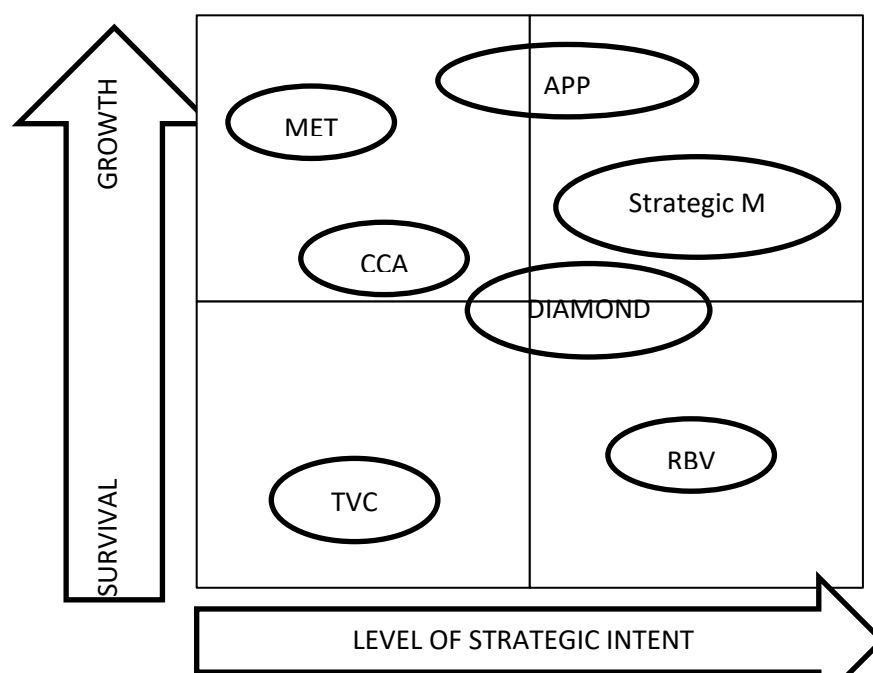 GROWTH
SURVIVAL
APP
MET
Strategic M
CCA
DIAMOND
RBV
TVC
LEVEL OF STRATEGIC INTENT